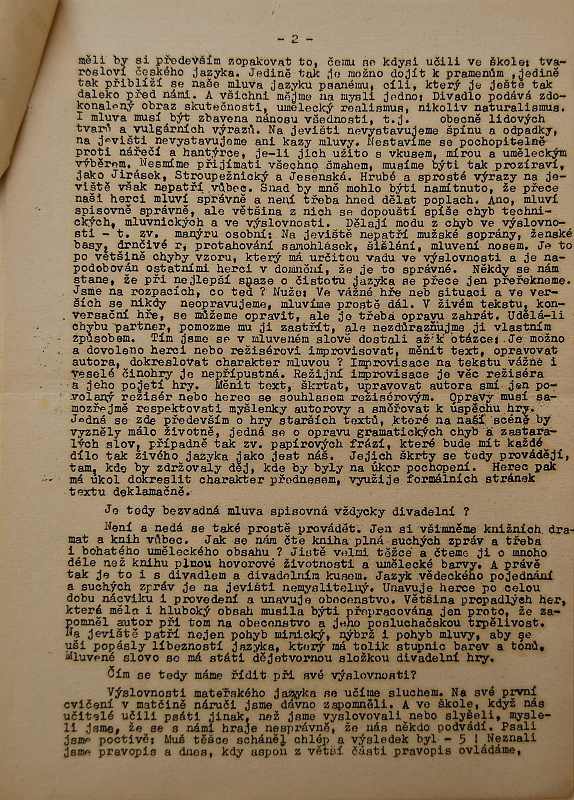 - 2 -
měli by si především zopakovat to, čemu se kdysi učili ve škole: tva-
rosloví českého jazyka. Jedině tak je možno dojít k pramenům ,jedině
tak přiblíží se naše mluva jazyku psanému, cíli, který je ještě tak
daleko před námi. A všichni mějme na mysli jedno: Divadlo podává zdo-
konalený obraz skutečnosti, umělecký realismus, nikoliv naturalismus.
I mluva musí být zbavena nánosu všednosti, t.j. obecně lidových
tvarů a vulgárních výrazů. Na jevišti nevystavujeme špínu a odpadky,
na jevišti nevystavujeme ani kazy mluvy. Nestavíme se pochopitelně
proti nářečí a hantýrce, je-li jich užito s vkusem, mírou a uměleckým
výběrem. Nesmíme přijímati všechno šmahem, musíme býti tak prozíraví,
jako Jirásek, Stroupežnický a Jesenská. Hrubé a sprosté výrazy na je-
viště však nepatří vůbec. Snad by mně mohlo býti namítnuto, že přece
naši herci mluví správně a není třeba hned dělat poplach. Ano, mluví
spisovně správně, ale většina z nich se dopouští spíše chyb techni-
ckých, mluvnických a ve výslovnosti. Dělají modu z chyb ve výslovno-
sti - t. zv. manýru osobní: Na jeviště nepatří mužské soprány, ženské
basy, drnčivé r, protahování samohlásek, šišlání, mluvení nosem. Je to
po většině chyby vzoru, který má určitou vadu ve výslovnosti a je na-
podobován ostatními herci v domnění, že je to správné. Někdy se nám
stane, že při nejlepší snaze o čistotu jazyka se přece jen přeřekneme.
Jsme na rozpacích, co teď ? Nuže: Ve vážné hře neb situaci a ve ver-
ších se nikdy neopravujeme, mluvíme prostě dál. V živém textu, kon-
versační hře, se můžeme opravit, ale je třeba opravu zahrát. Udělá-li
chybu partner, pomozme mu ji zastřít, ale nezdůrazňujme ji vlastním
způsobem. Tím jsme se v mluveném slově dostali až k otázce: Je možno
a dovoleno herci nebo režisérovi improvisovat, měnit text, opravovat
autora, dokreslovat charakter mluvou ? Improvisace na textu vážné i
veselé činohry je nepřípustná. Režijní improvisace je věc režiséra
a jeho pojetí hry. Měnit text, škrtat, upravovat autora smí jen po-
volaný režisér nebo herec se souhlasem režisérovým. Opravy musí sa-
mozřejmě respektovati myšlenky autorovy a směřovat k úspěchu hry.
Jedná se zde především o hry starších textů, které na naší scéně by
vyzněly málo životně, jedná se o opravu gramatických chyb a zastara-
lých slov, případně tak zv. papírových frází, které bude mít každé
dílo tak živého jazyka jako jest náš. Jejich škrty se tedy provádějí,
tam, kde by zdržovaly děj, kde by byly na úkor pochopení. Herec pak
má úkol dokreslit charakter přednesem, využije formálních stránek
textu deklamačně.
Je tedy bezvadná mluva spisovná vždycky divadelní ?
Není a nedá se také prostě provádět. Jen si všimněme knižních dra-
mat a knih vůbec. Jak se nám čte kniha plná suchých zpráv a třeba
i bohatého uměleckého obsahu ? Jistě velmi těžce a čteme ji o mnoho
déle než knihu plnou hovorové životnosti a umělecké barvy. A právě
tak je to i s divadlem a divadelním kusem. Jazyk vědeckého pojednání
a suchých zpráv je na jevišti nemyslitelný. Unavuje herce po celou
dobu nácviku i provedení a unavuje obecenstvo. Většina propadlých her,
která měla i hluboký obsah musila býti přepracována jen proto, že za-
pomněl autor při tom na obecenstvo a jeho posluchačskou trpělivost.
Na jeviště patří nejen pohyb mimický, nýbrž i pohyb mluvy, aby se
uši popásly líbezností jazyka, který má tolik stupnic barev a tónů.
Mluvené slovo se má státi dějetvornou složkou divadelní hry.
Čím se tedy máme řídit při své výslovnosti?
Výslovnosti mateřského jazyka se učíme sluchem. Na své první
cvičení v matčině náručí jsme dávno zapomněli. A ve škole, když nás
učitelé učili psáti jinak, než jsme vyslovovali nebo slyšeli, mysle-
li jsme, že se s námi hraje nesprávně, že nás někdo podvádí. Psali
jsme poctivě: Muš těšce scháněl chlép a výsledek byl - 5 ! Neznali
jsme pravopis a dnes, kdy aspoň z větší části pravopis ovládáme,